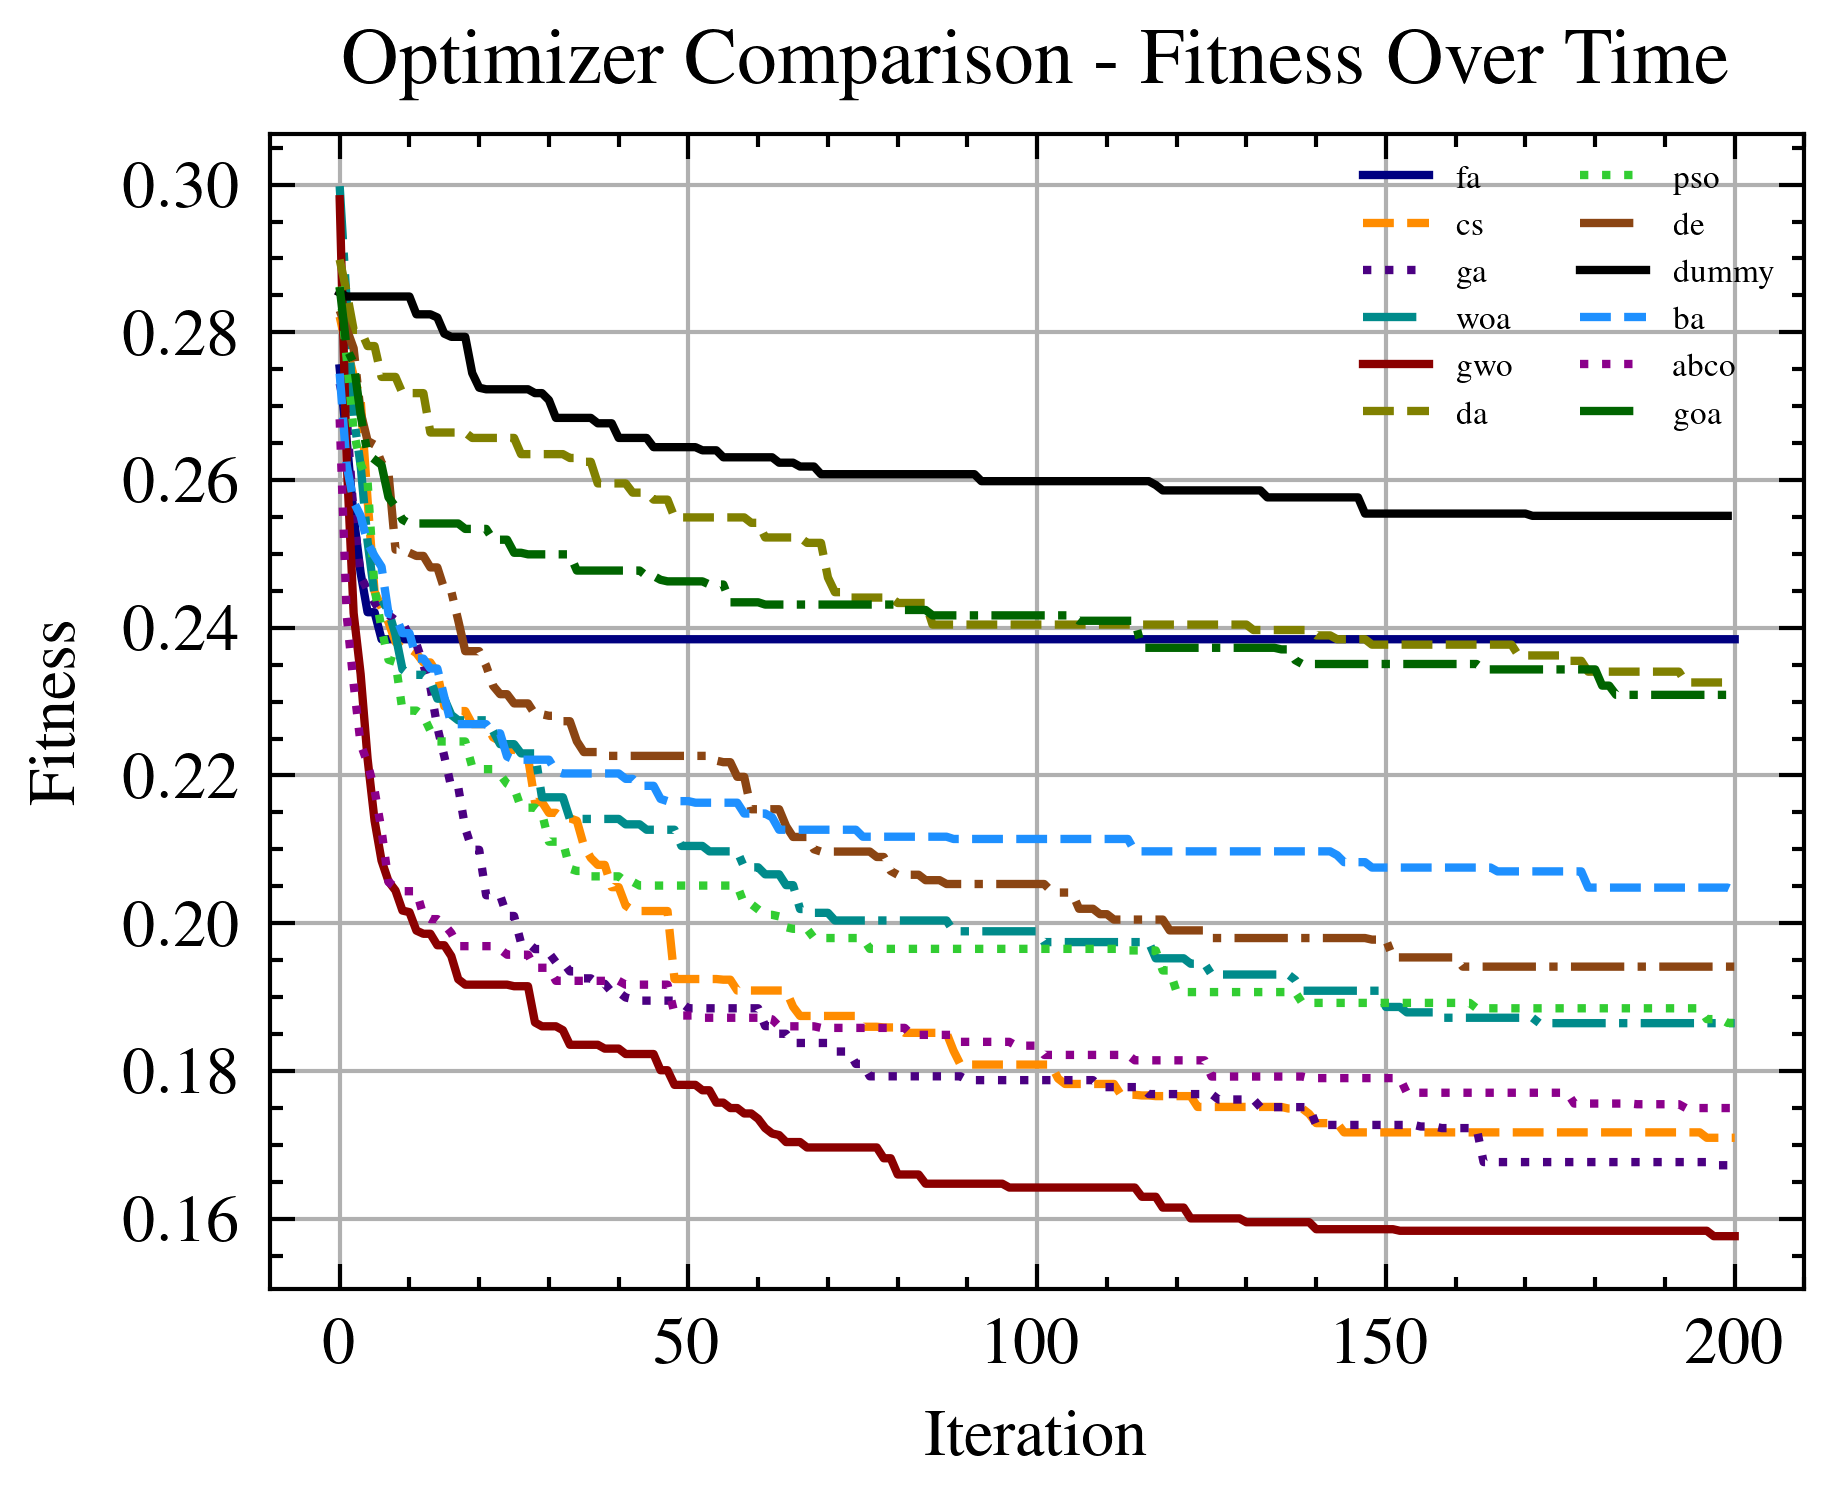 Optimizer Comparison - Fitness Over Time
Fitness
0.30
0.28
0.26
0.24
0.22
0.20
0.18
0.16
fa
cs
ga
woa
gwo
da
pso
de
dummy
ba
abco
goa
0
50
100
150
200
Iteration